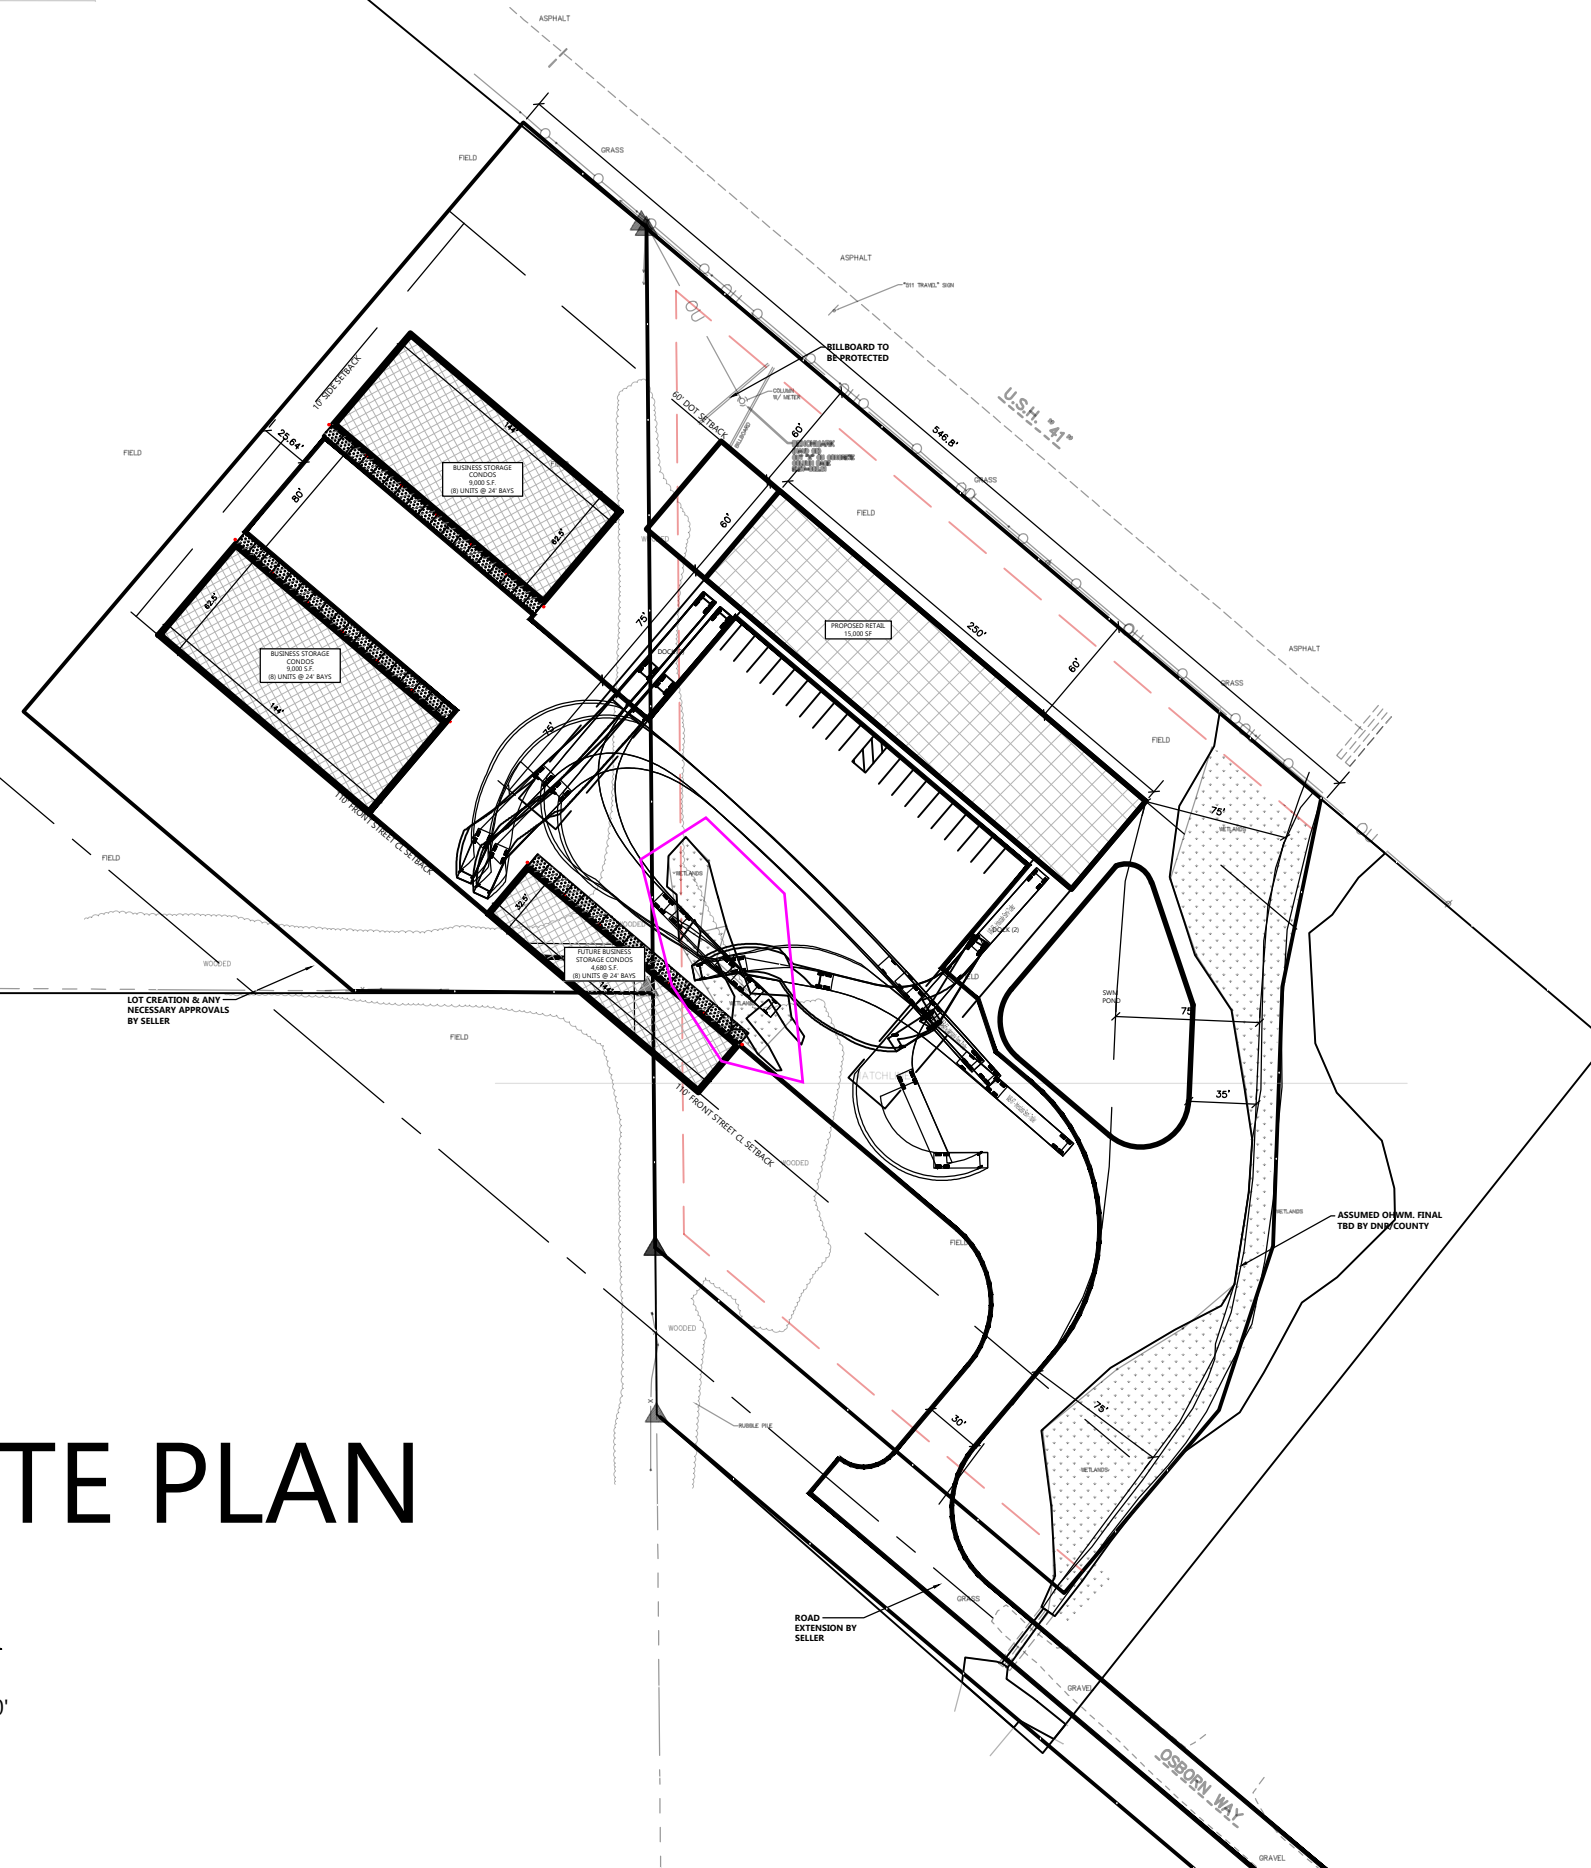 ASPHALT
GRASS
FIELD
ASPHALT
"511 TRAVEL" SIGN
BILLBOARD TO
BE PROTECTED
COLUMN
W/ METER
BILLBOARD
10' SIDE SETBACK
60' DOT SETBACK
U.S.H. "41"
546.8'
60'
FIELD
25.64'
80'
144'
BUSINESS STORAGE
CONDOS
9,000 S.F.
(8) UNITS @ 24' BAYS
62.5'
60'
GRASS
FIELD
75'
250'
PROPOSED RETAIL
15,000 SF
60'
ASPHALT
GRASS
62.5'
BUSINESS STORAGE
CONDOS
9,000 S.F.
(8) UNITS @ 24' BAYS
144'
75'
FIELD
OH
75'
WETLANDS
110' FRONT STREET CL SETBACK
FIELD
WETLANDS
32.5'
WOODED
FUTURE BUSINESS
STORAGE CONDOS
4,680 S.F.
(8) UNITS @ 24' BAYS
144'
DOCK (2)
WOODED
LOT CREATION & ANY
NECESSARY APPROVALS
BY SELLER
WETLANDS
SWM
POND
75'
FIELD
35'
110' FRONT STREET CL SETBACK
WOODED
WETLANDS
ASSUMED OHWM. FINAL
TBD BY DNR/COUNTY
FIELD
WOODED
75'
30'
RUBBLE PILE
WETLANDS
TE PLAN
ROAD
EXTENSION BY
SELLER
GRASS
GRAVEL
0'
OSBORN WAY
GRAVEL